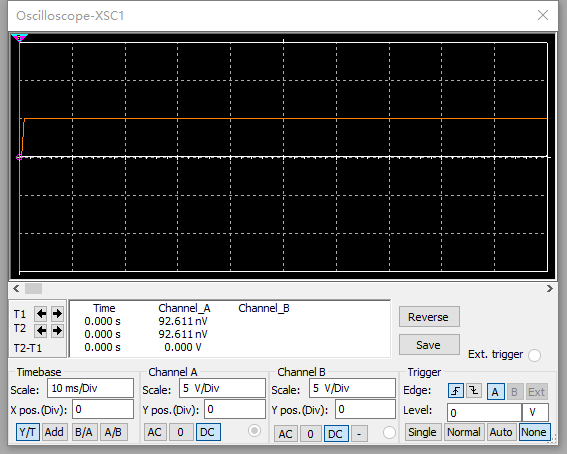 Oscilloscope-XSC1
Time Channel_A Channel_B
T1 0.000 s 92.611 nV
T2 0.000 s 92.611 nV
T2-T1 0.000 s 0.000 V
Reverse
Save
Ext. trigger
Timebase Channel A Channel B Trigger
Scale: 10 ms/Div Scale: 5 V/Div Scale: 5 V/Div Edge: A B Ext
X pos.(Div): 0 Y pos.(Div): 0 Y pos.(Div): 0 Level: 0 V
Y/T Add B/A A/B AC 0 DC AC 0 DC - Single Normal Auto None